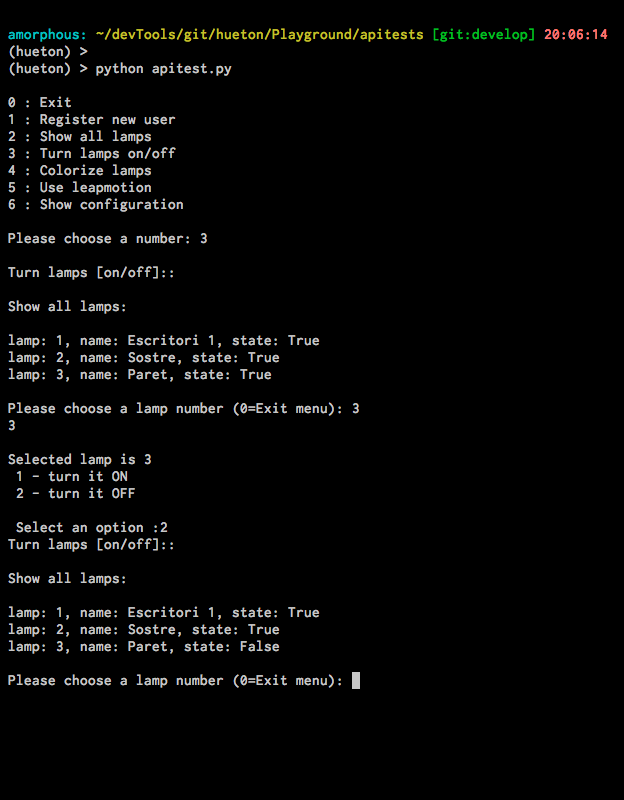 amorphous: ~/devTools/git/hueton/Playground/apitests [git:develop] 20:06:14
(hueton) >
(hueton) > python apitest.py
0 : Exit
1 : Register new user
2 : Show all lamps
3 : Turn lamps on/off
4 : Colorize lamps
5 : Use leapmotion
6 : Show configuration
Please choose a number: 3
Turn lamps [on/off]::
Show all lamps:
lamp: 1, name: Escritori 1, state: True
lamp: 2, name: Sostre, state: True
lamp: 3, name: Paret, state: True
Please choose a lamp number (0=Exit menu): 3
3
Selected lamp is 3
1 - turn it ON
2 - turn it OFF
Select an option :2
Turn lamps [on/off]::
Show all lamps:
lamp: 1, name: Escritori 1, state: True
lamp: 2, name: Sostre, state: True
lamp: 3, name: Paret, state: False
Please choose a lamp number (0=Exit menu):